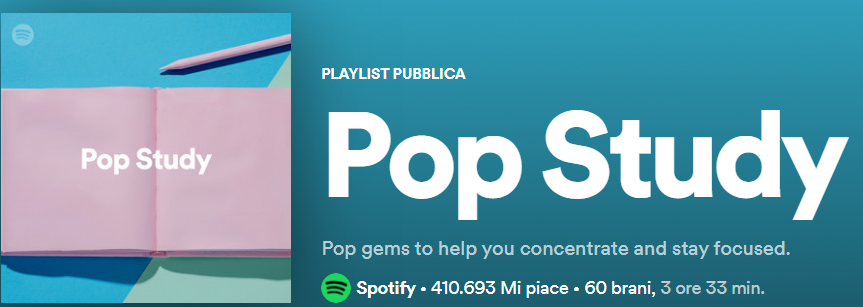 Pop Study
PLAYLIST PUBBLICA
Pop Study
Pop gems to help you concentrate and stay focused.
Spotify • 410.693 Mi piace • 60 brani, 3 ore 33 min.